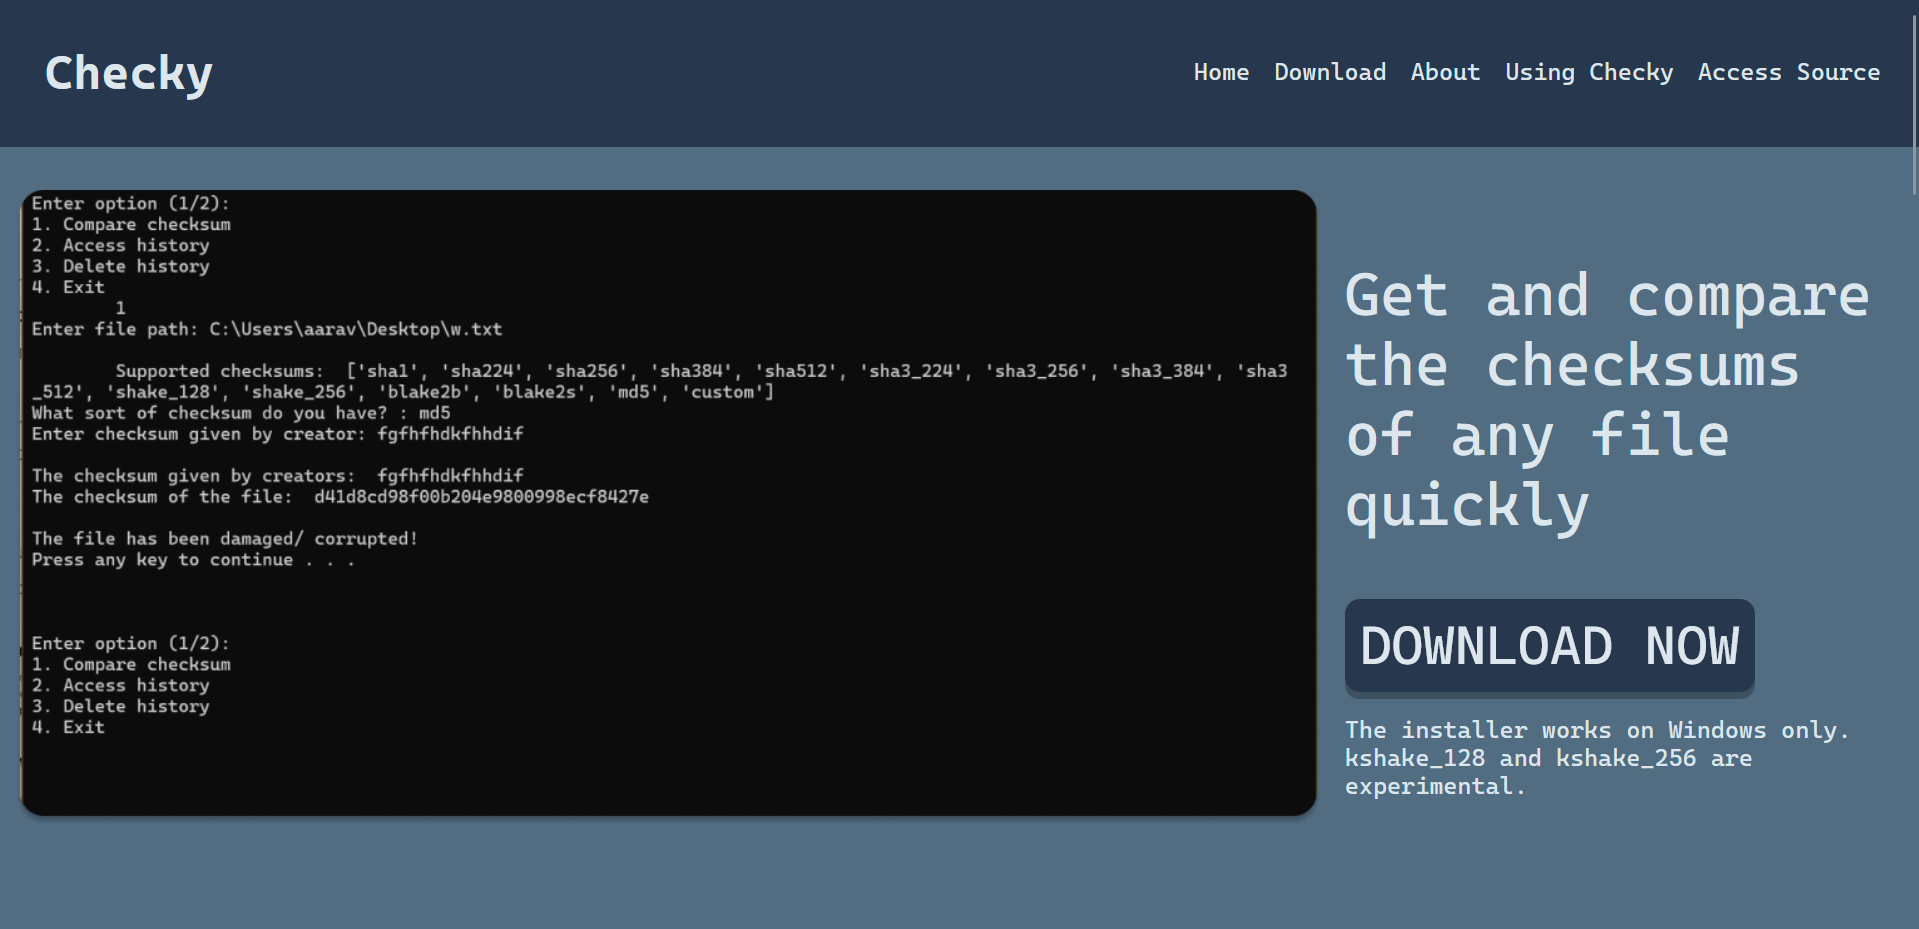 Checky
Home Download About Using Checky Access Source
Enter option (1/2):
1. Compare checksum
2. Access history
3. Delete history
4. Exit
1
Enter file path: C:\Users\aarav\Desktop\w.txt
Supported checksums:  ['sha1', 'sha224', 'sha256', 'sha384', 'sha512', 'sha3_224', 'sha3_256', 'sha3_384', 'sha3
_512', 'shake_128', 'shake_256', 'blake2b', 'blake2s', 'md5', 'custom']
What sort of checksum do you have? : md5
Enter checksum given by creator: fgfhfhdkfhhdif
The checksum given by creators:  fgfhfhdkfhhdif
The checksum of the file:  d41d8cd98f00b204e9800998ecf8427e
The file has been damaged/ corrupted!
Press any key to continue . . .
Enter option (1/2):
1. Compare checksum
2. Access history
3. Delete history
4. Exit
Get and compare
the checksums
of any file
quickly
DOWNLOAD NOW
The installer works on Windows only.
kshake_128 and kshake_256 are
experimental.